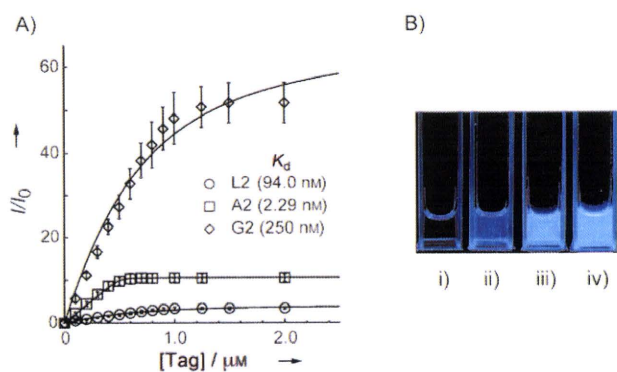 A)
B)
60
40
20
0
I/I₀
K_d
L2 (94.0 nM)
A2 (2.29 nM)
G2 (250 nM)
0
1.0
2.0
[Tag] / μM
i) ii) iii) iv)